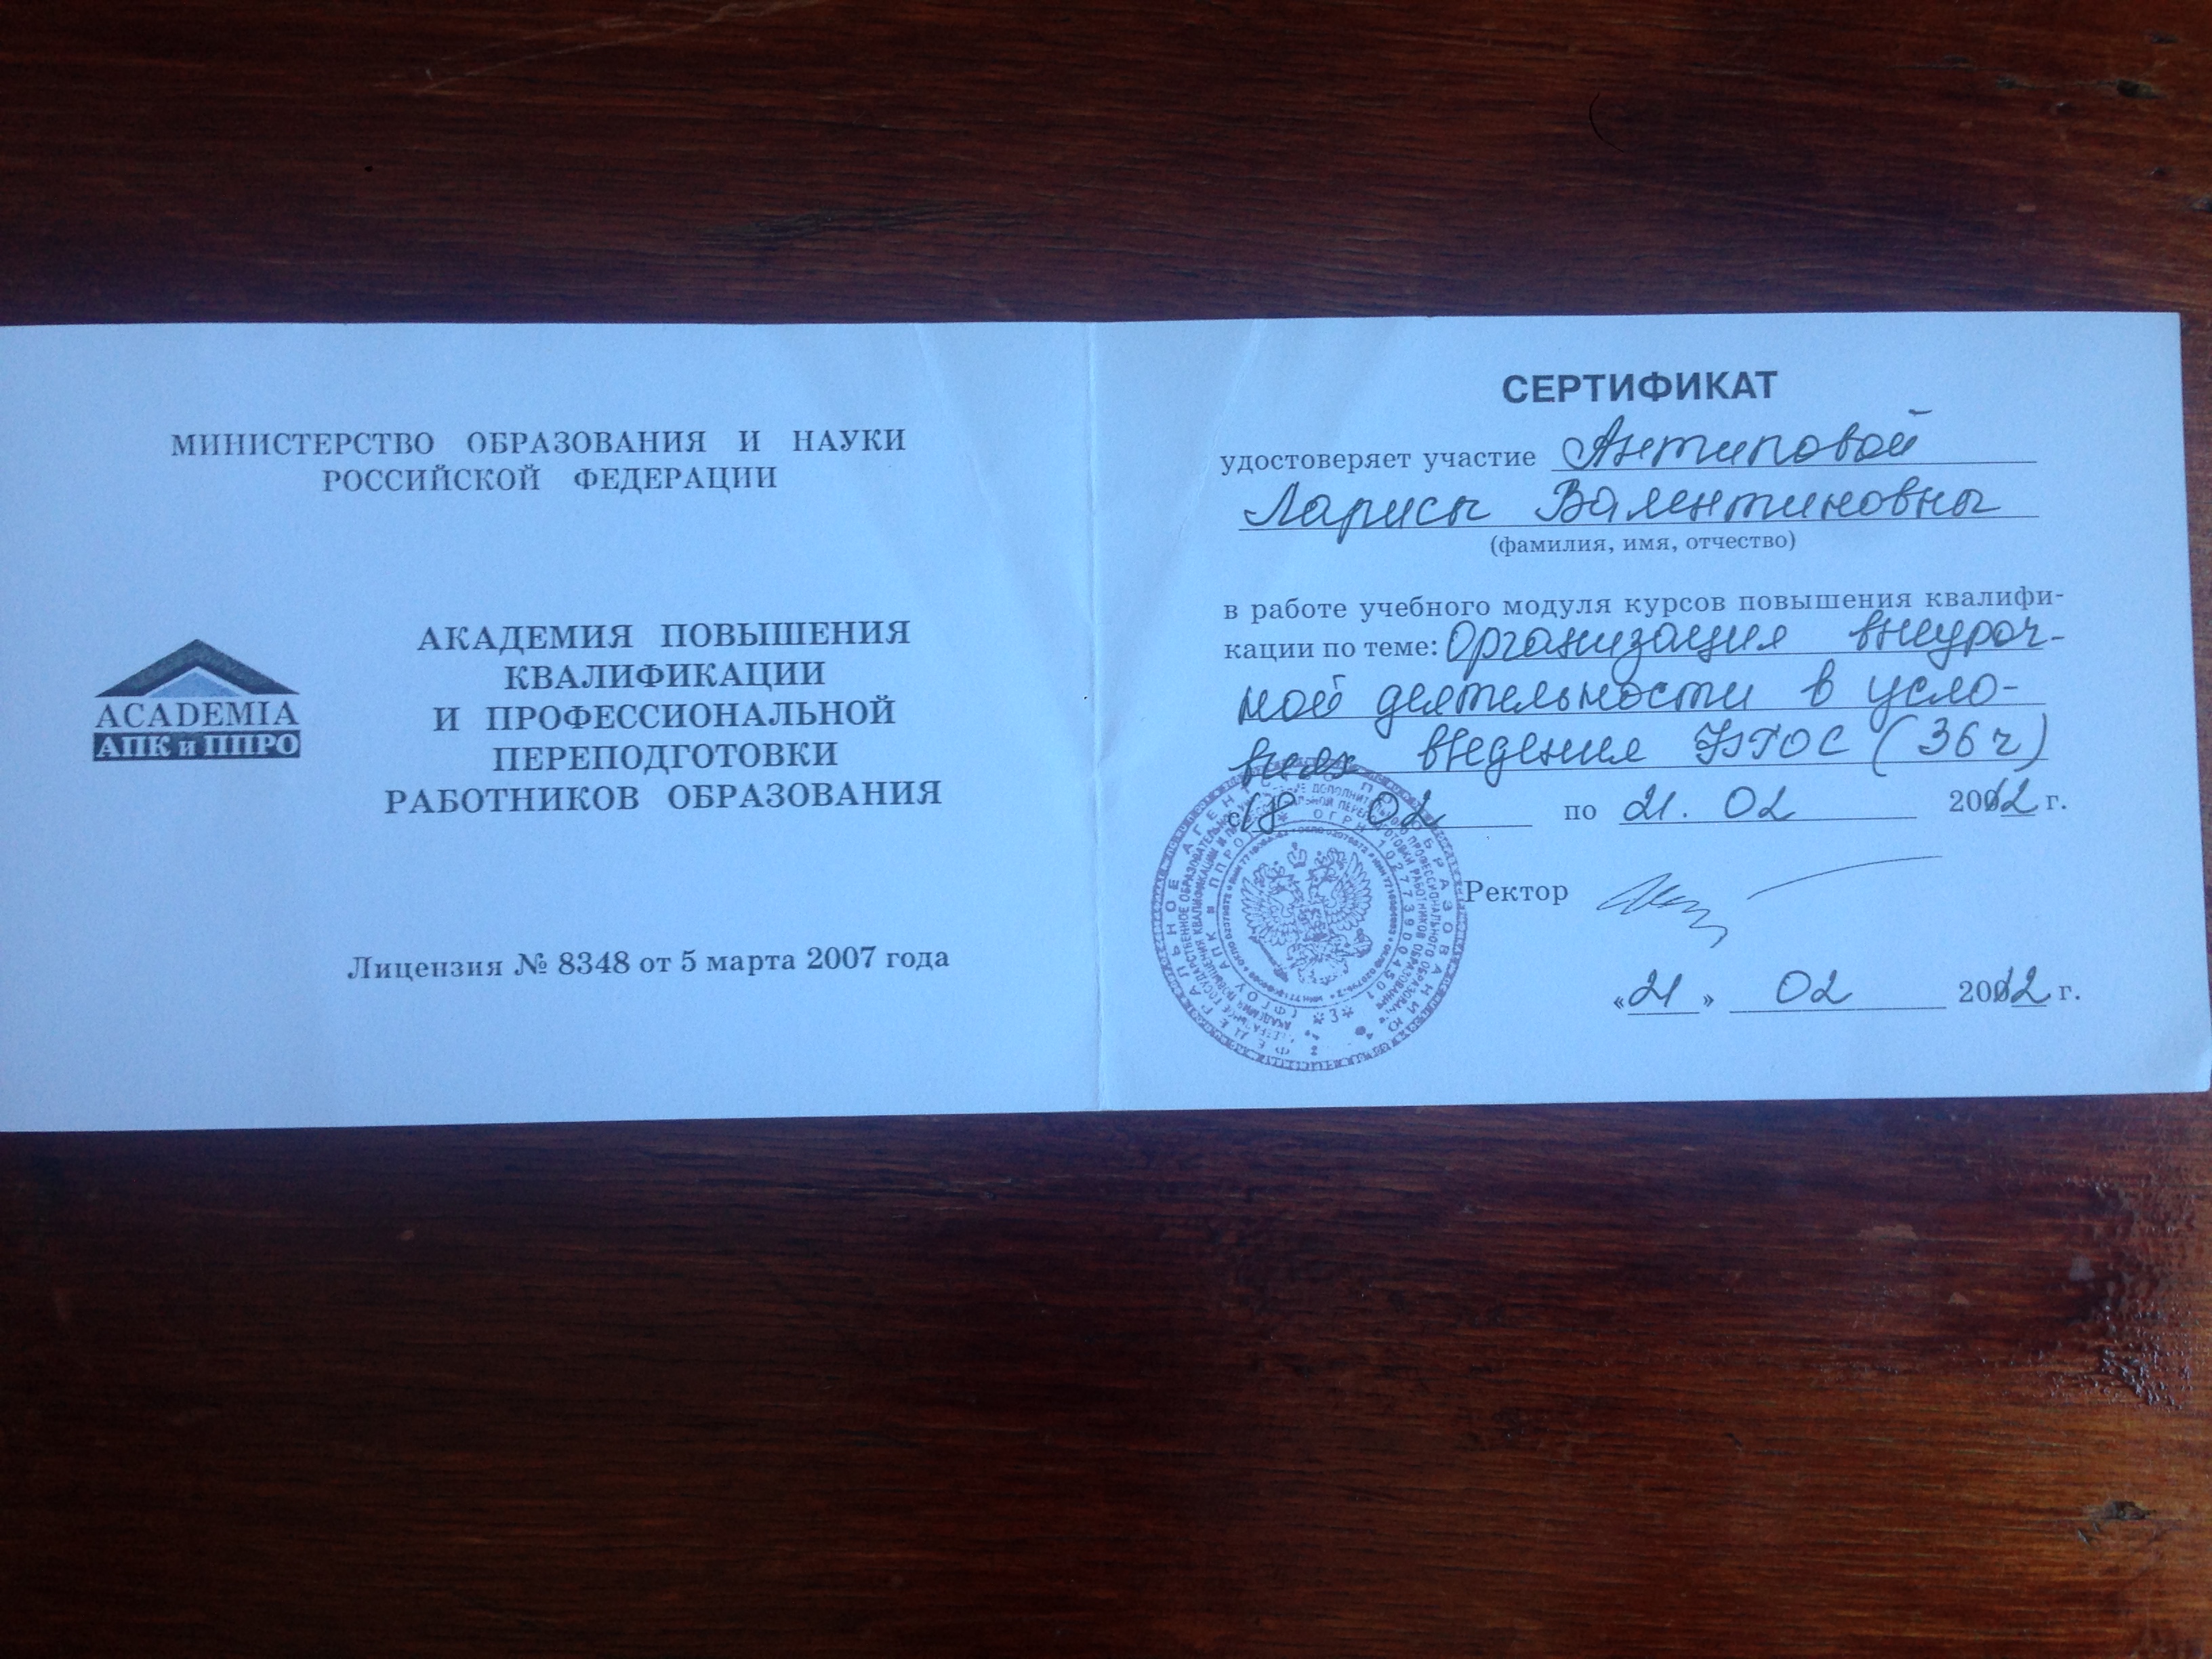 МИНИСТЕРСТВО ОБРАЗОВАНИЯ И НАУКИ
РОССИЙСКОЙ ФЕДЕРАЦИИ
ACADEMIA
АПК и ППРО
АКАДЕМИЯ ПОВЫШЕНИЯ
КВАЛИФИКАЦИИ
И ПРОФЕССИОНАЛЬНОЙ
ПЕРЕПОДГОТОВКИ
РАБОТНИКОВ ОБРАЗОВАНИЯ
Лицензия № 8348 от 5 марта 2007 года
СЕРТИФИКАТ
удостоверяет участие Антиповой
Ларисы Валентиновны
(фамилия, имя, отчество)
в работе учебного модуля курсов повышения квалифи-
кации по теме: Организация внеуроч-
ной деятельности в усло-
виях введения ФГОС (36 ч)
с 18 02 по 21. 02 2012 г.
Ректор
«21» 02 2012 г.